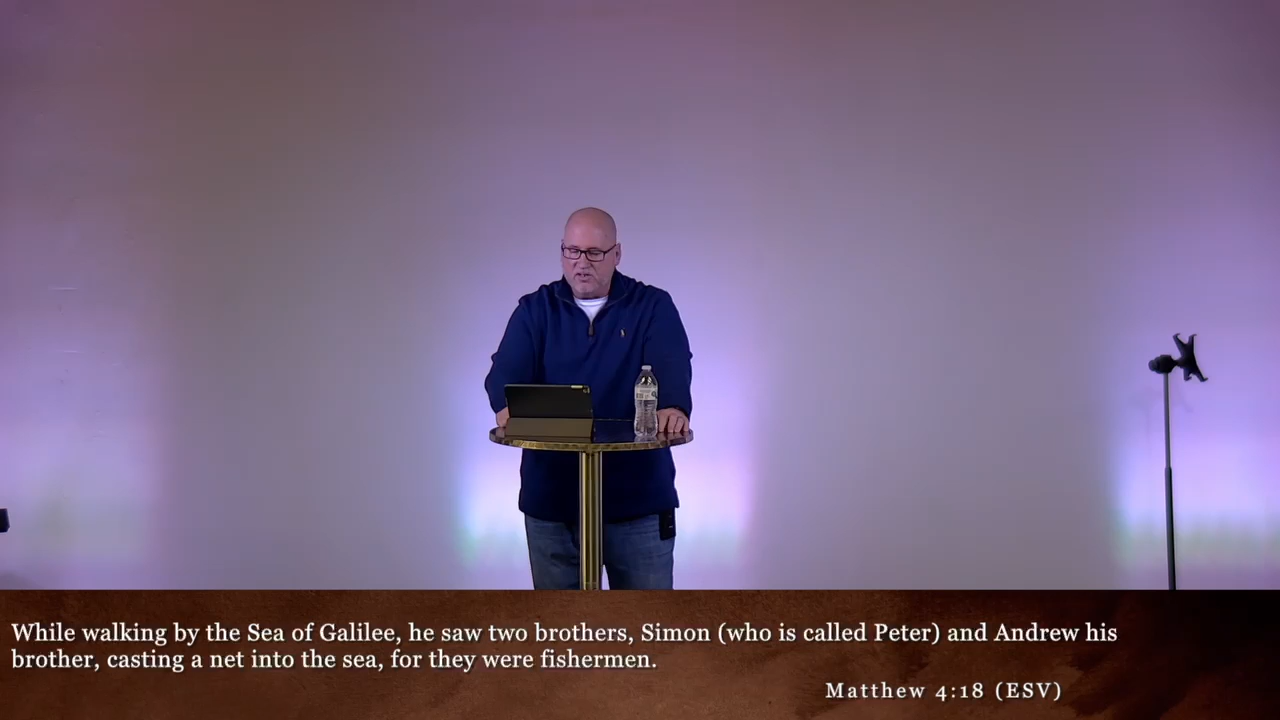 While walking by the Sea of Galilee, he saw two brothers, Simon (who is called Peter) and Andrew his
brother, casting a net into the sea, for they were fishermen.
Matthew 4:18 (ESV)